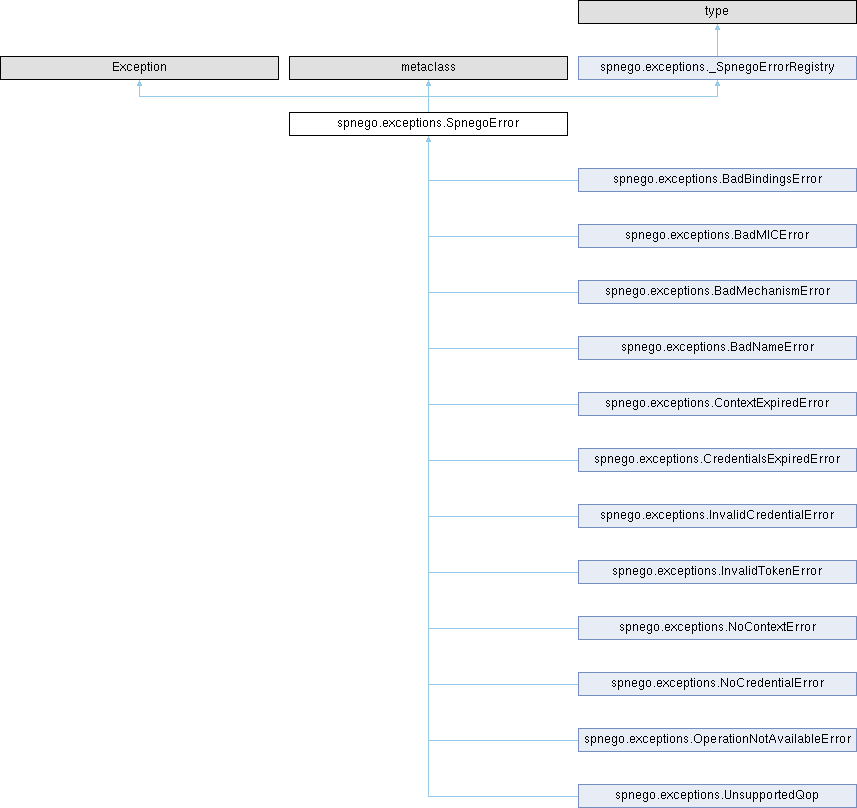 type
Exception
metaclass
spnego.exceptions._SpnegoErrorRegistry
spnego.exceptions.SpnegoError
spnego.exceptions.BadBindingsError
spnego.exceptions.BadMICError
spnego.exceptions.BadMechanismError
spnego.exceptions.BadNameError
spnego.exceptions.ContextExpiredError
spnego.exceptions.CredentialsExpiredError
spnego.exceptions.InvalidCredentialError
spnego.exceptions.InvalidTokenError
spnego.exceptions.NoContextError
spnego.exceptions.NoCredentialError
spnego.exceptions.OperationNotAvailableError
spnego.exceptions.UnsupportedQop